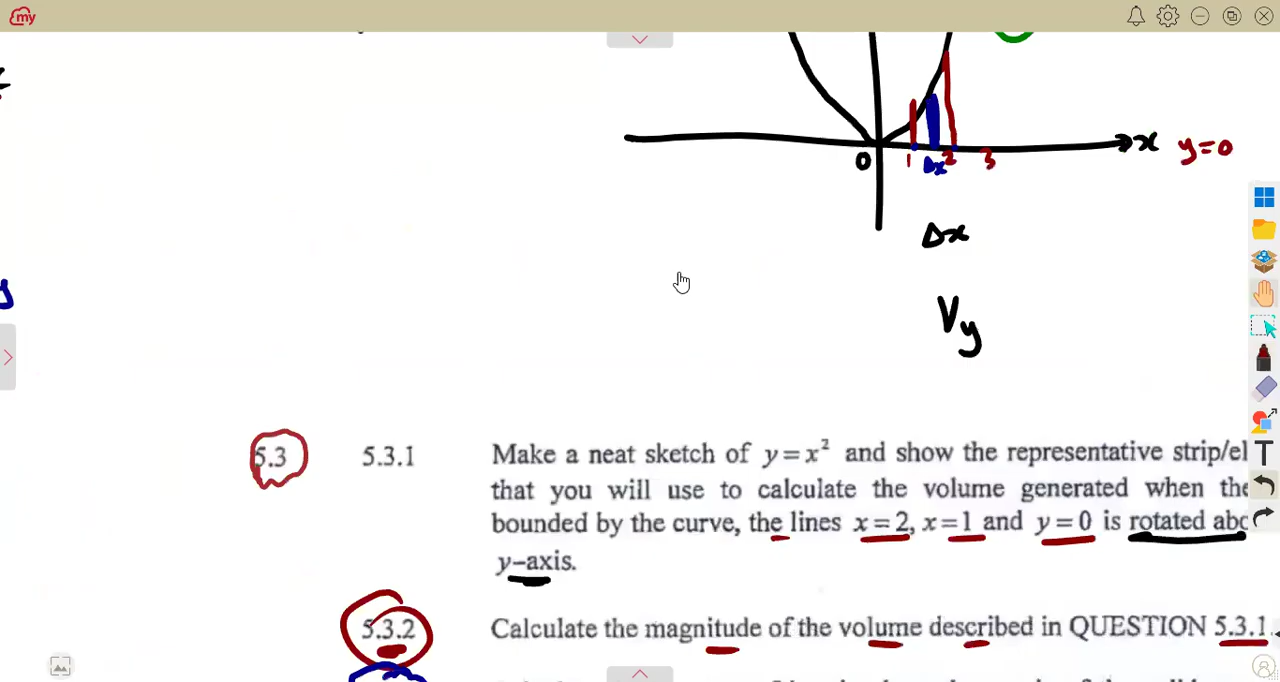 my
x
y=0
0
1
Δx
2
3
Δx
Vy
5.3
5.3.1
Make a neat sketch of y = x² and show the representative strip/el
that you will use to calculate the volume generated when the
bounded by the curve, the lines x = 2, x = 1 and y = 0 is rotated abo
y–axis.
5.3.2
Calculate the magnitude of the volume described in QUESTION 5.3.1.